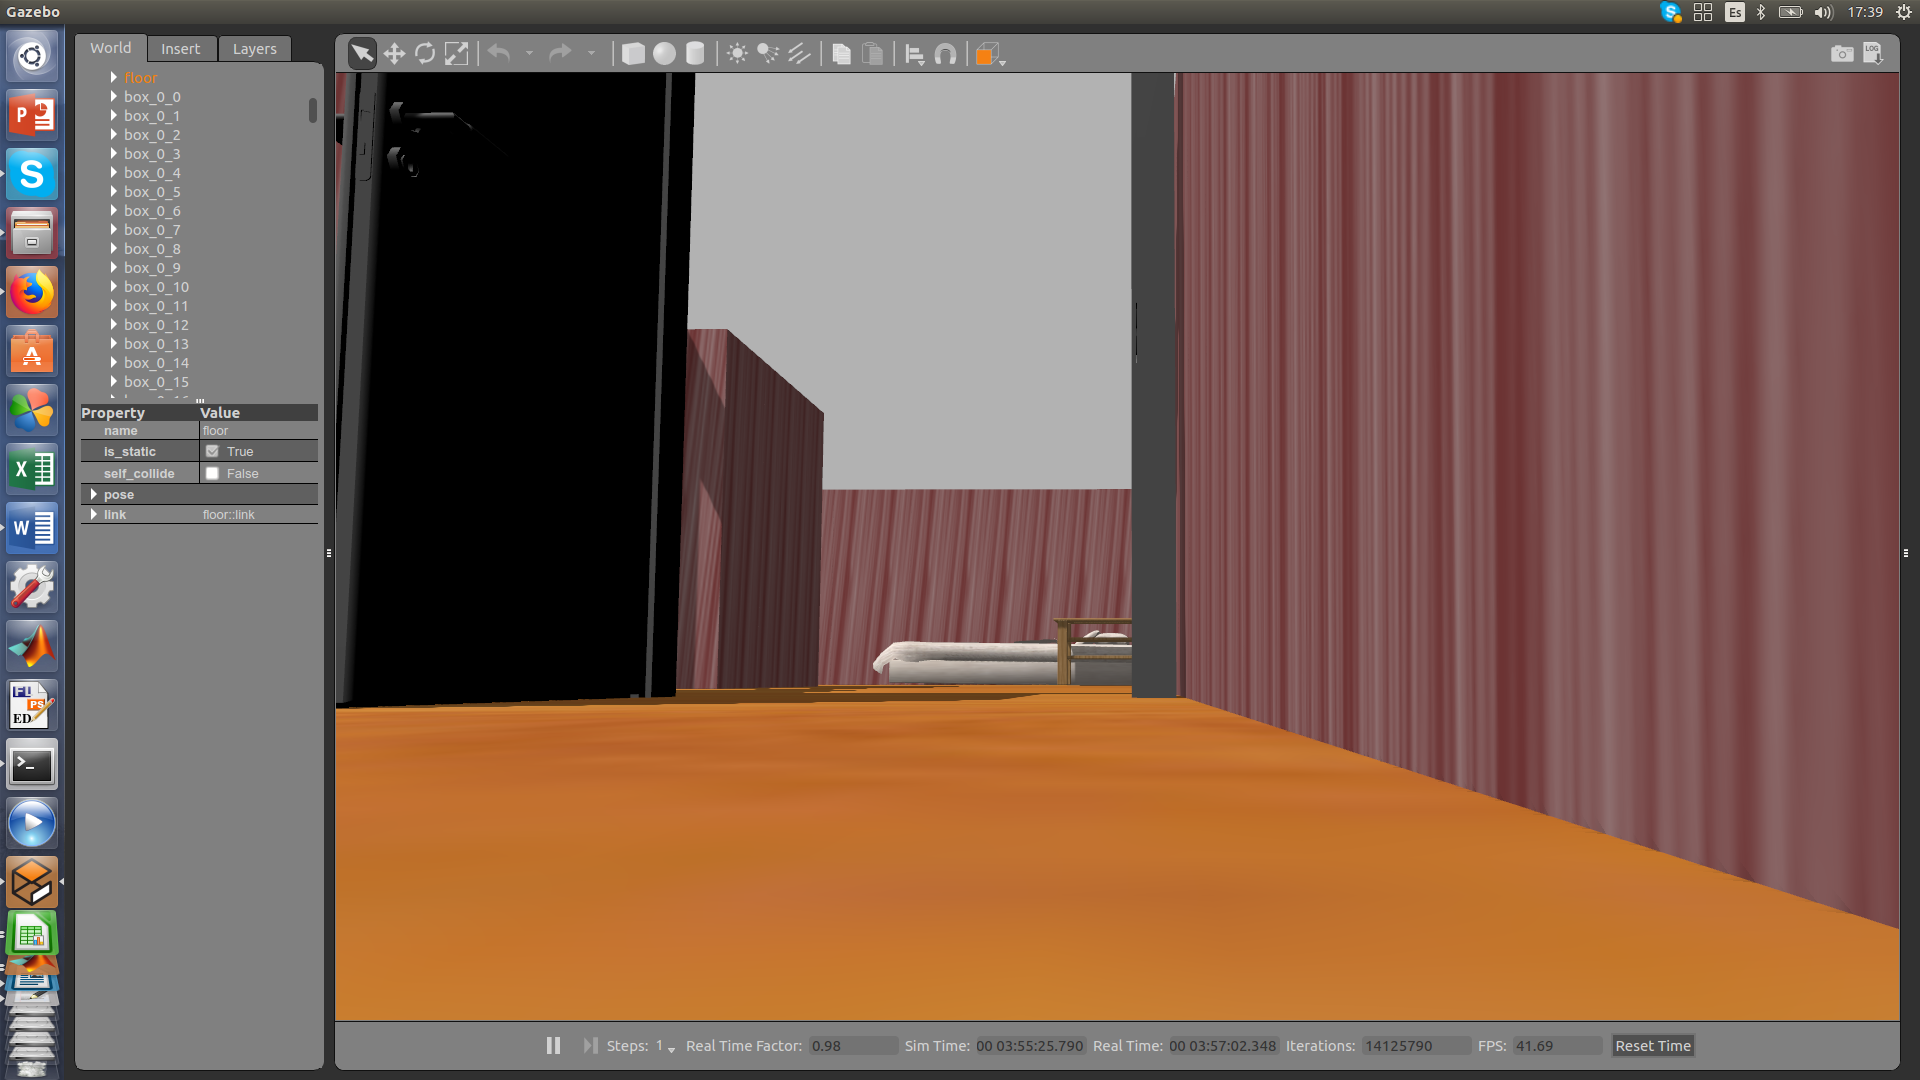 Gazebo
Es
17:39
World Insert Layers
LOG
floor
box_0_0
box_0_1
box_0_2
box_0_3
box_0_4
box_0_5
box_0_6
box_0_7
box_0_8
box_0_9
box_0_10
box_0_11
box_0_12
box_0_13
box_0_14
box_0_15
Property Value
name floor
is_static True
self_collide False
pose
link floor::link
P
S
A
X
W
PS
ED
>_
Steps: 1 Real Time Factor: 0.98 Sim Time: 00 03:55:25.790 Real Time: 00 03:57:02.348 Iterations: 14125790 FPS: 41.69 Reset Time